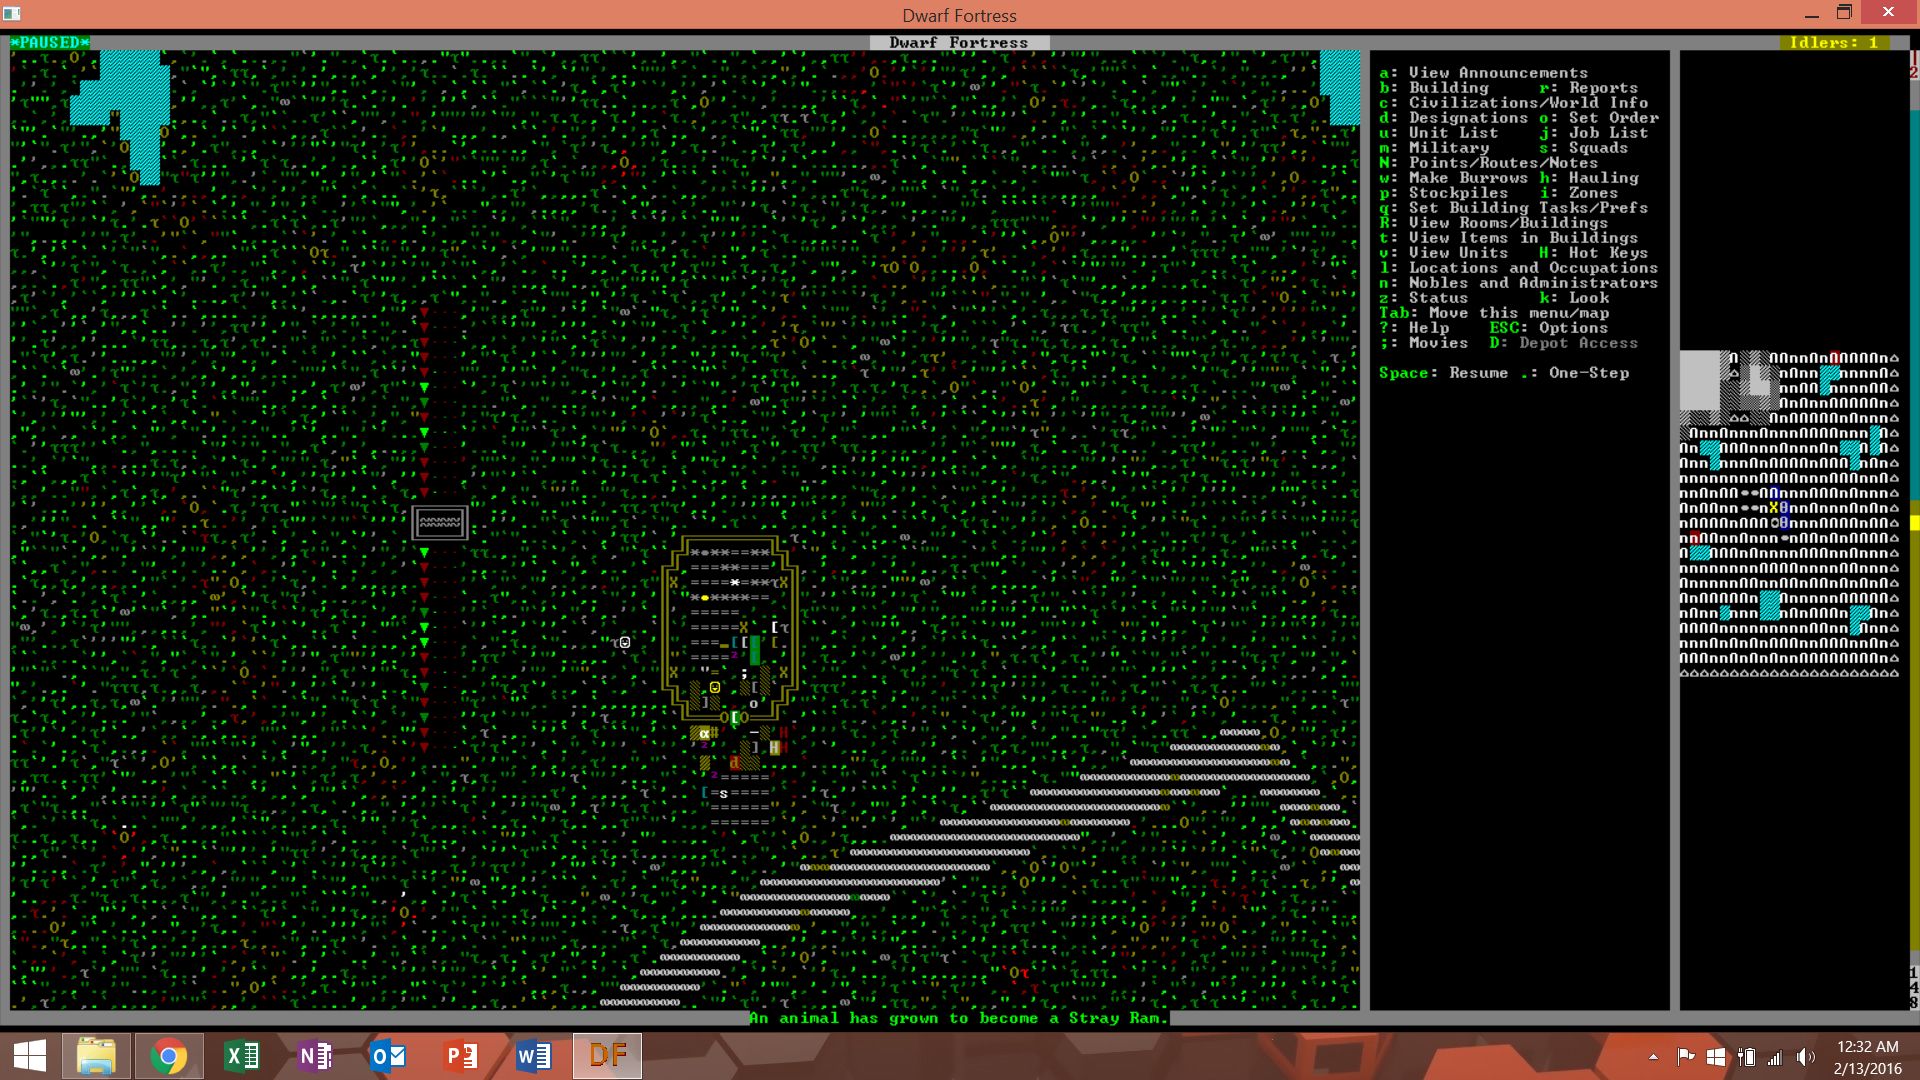 Dwarf Fortress
*PAUSED*
Dwarf Fortress
Idlers: 1
a: View Announcements
b: Building r: Reports
c: Civilizations/World Info
d: Designations o: Set Order
u: Unit List j: Job List
m: Military s: Squads
N: Points/Routes/Notes
w: Make Burrows h: Hauling
p: Stockpiles i: Zones
q: Set Building Tasks/Prefs
R: View Rooms/Buildings
t: View Items in Buildings
v: View Units H: Hot Keys
l: Locations and Occupations
n: Nobles and Administrators
z: Status k: Look
Tab: Move this menu/map
?: Help ESC: Options
;: Movies D: Depot Access
Space: Resume .: One-Step
An animal has grown to become a Stray Ram.
DF
12:32 AM
2/13/2016